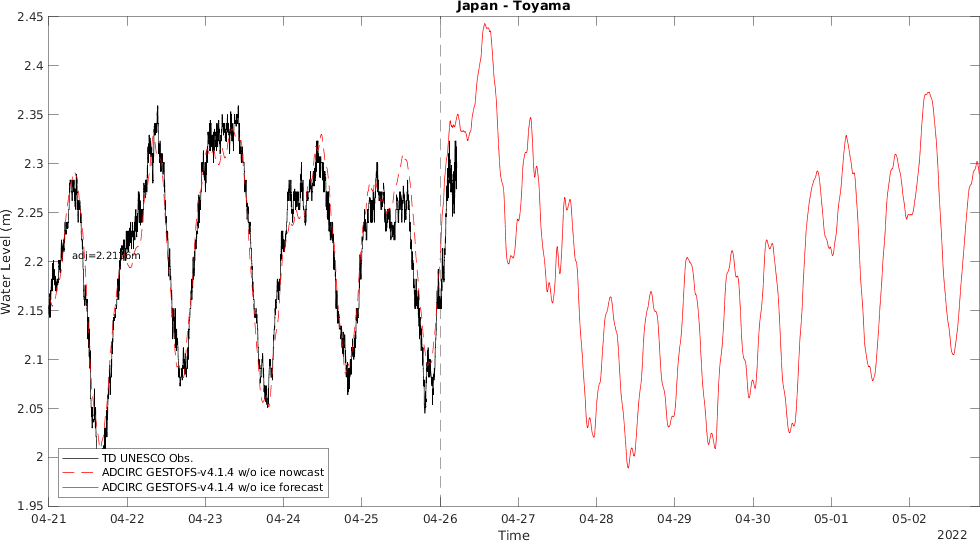 Japan - Toyama
2.45
2.4
2.35
2.3
2.25
2.2
2.15
2.1
2.05
2
1.95
Water Level (m)
TD UNESCO Obs.
ADCIRC GESTOFS-v4.1.4 w/o ice nowcast
ADCIRC GESTOFS-v4.1.4 w/o ice forecast
04-21 04-22 04-23 04-24 04-25 04-26 04-27 04-28 04-29 04-30 05-01 05-02
Time
2022